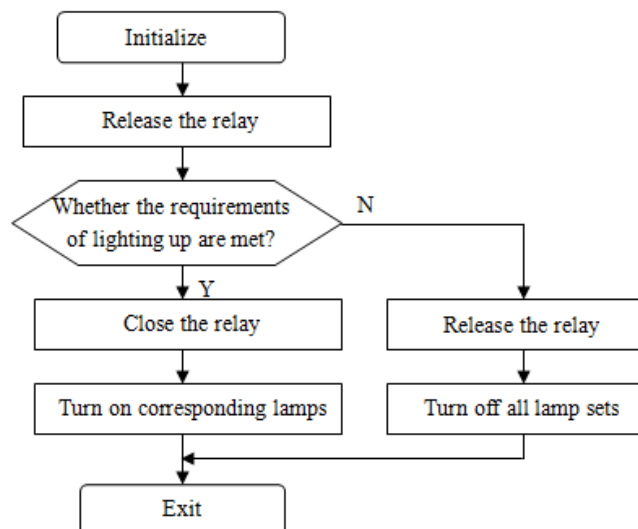 Initialize
Release the relay
Whether the requirements
of lighting up are met?
N
Y
Close the relay
Release the relay
Turn on corresponding lamps
Turn off all lamp sets
Exit